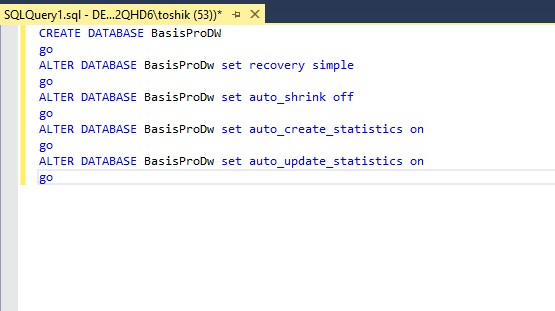 SQLQuery1.sql - DE...2QHD6\toshik (53))*
CREATE DATABASE BasisProDW
go
ALTER DATABASE BasisProDw set recovery simple
go
ALTER DATABASE BasisProDw set auto_shrink off
go
ALTER DATABASE BasisProDw set auto_create_statistics on
go
ALTER DATABASE BasisProDw set auto_update_statistics on
go